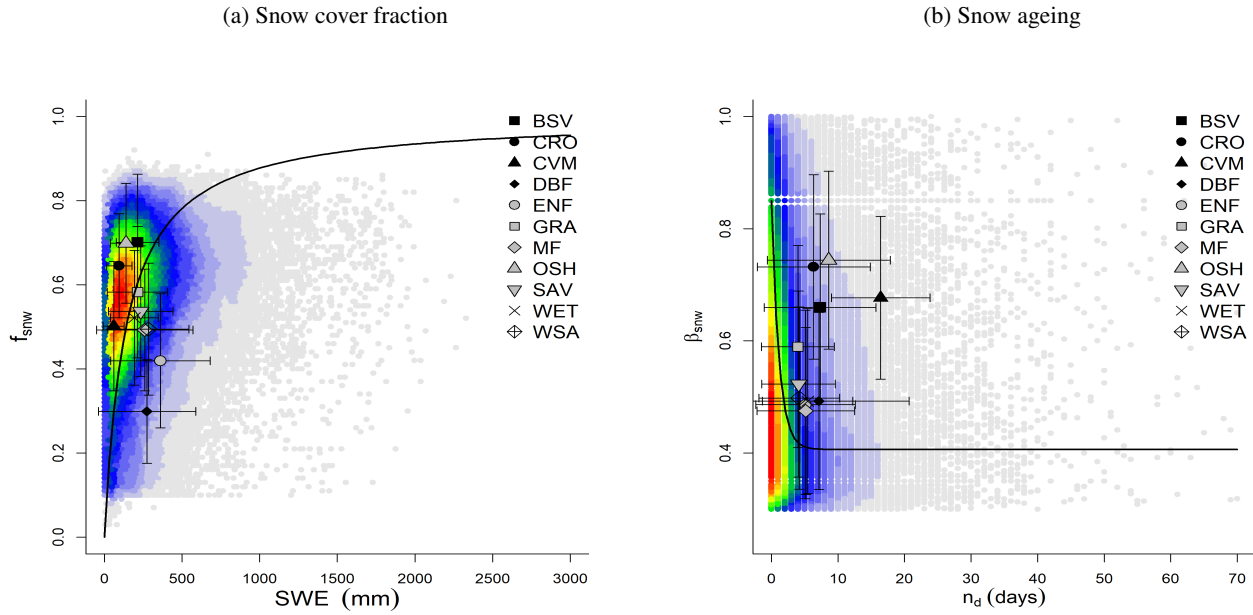 (a) Snow cover fraction
(b) Snow ageing
1.0
0.8
0.6
0.4
0.2
0.0
f_snw
BSV
CRO
CVM
DBF
ENF
GRA
MF
OSH
SAV
WET
WSA
0 500 1000 1500 2000 2500 3000
SWE (mm)
1.0
0.8
0.6
0.4
β_snw
BSV
CRO
CVM
DBF
ENF
GRA
MF
OSH
SAV
WET
WSA
0 10 20 30 40 50 60 70
n_d (days)